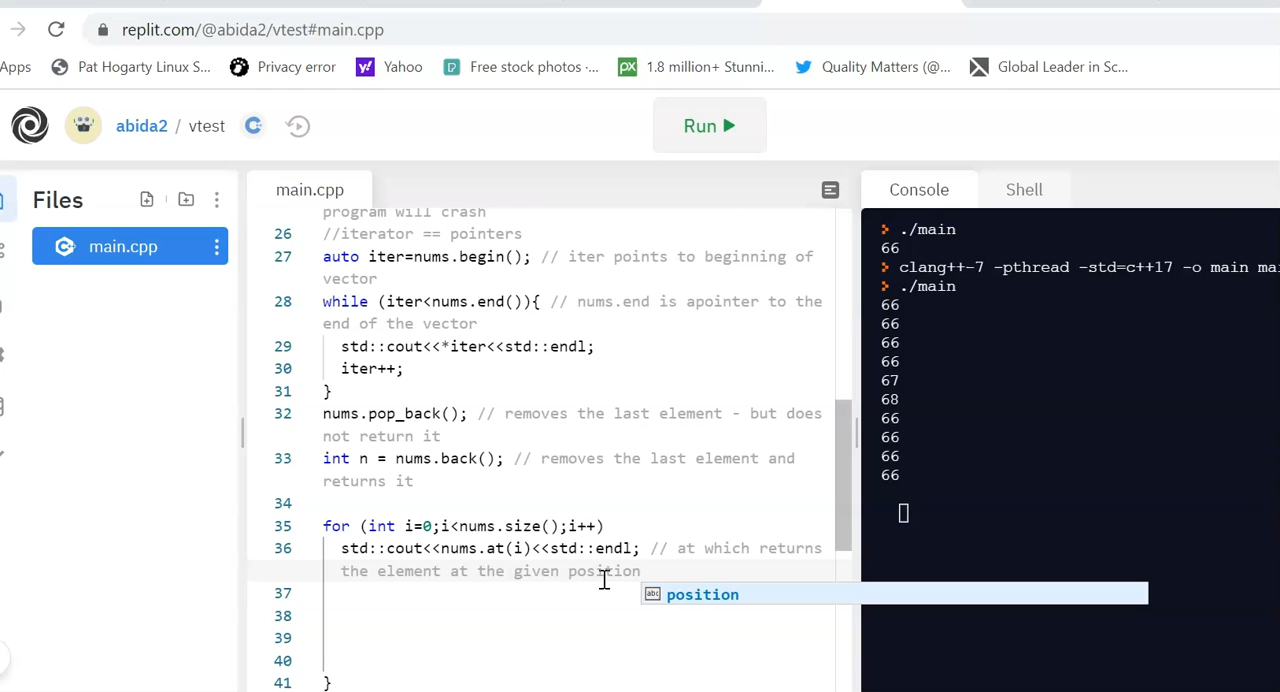 replit.com/@abida2/vtest#main.cpp
Apps Pat Hogarty Linux S... Privacy error Yahoo Free stock photos -... 1.8 million+ Stunni... Quality Matters (@... Global Leader in Sc...
abida2 / vtest Run
Files main.cpp Console Shell
main.cpp
program will crash
26 //iterator == pointers
27 auto iter=nums.begin(); // iter points to beginning of
vector
28 while (iter<nums.end()){ // nums.end is apointer to the
end of the vector
29 std::cout<<*iter<<std::endl;
30 iter++;
31 }
32 nums.pop_back(); // removes the last element - but does
not return it
33 int n = nums.back(); // removes the last element and
returns it
34
35 for (int i=0;i<nums.size();i++)
36 std::cout<<nums.at(i)<<std::endl; // at which returns
the element at the given position
position
37
38
39
40
41 }
> ./main
66
> clang++-7 -pthread -std=c++17 -o main mai
> ./main
66
66
66
66
67
68
66
66
66
66